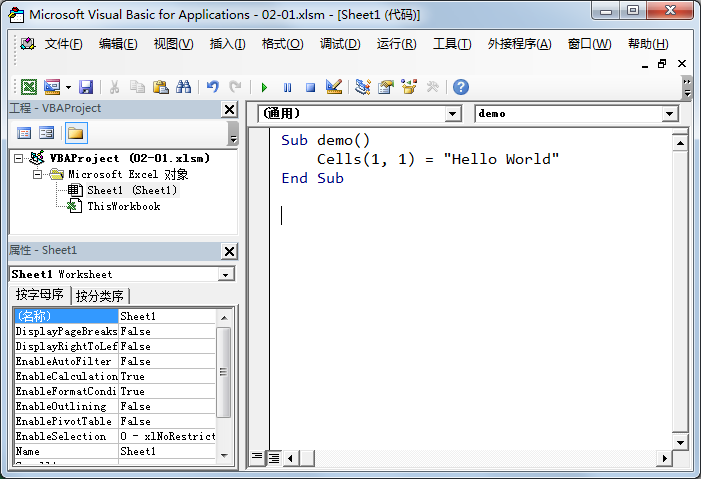 Microsoft Visual Basic for Applications - 02-01.xlsm - [Sheet1 (代码)]
文件(F) 编辑(E) 视图(V) 插入(I) 格式(O) 调试(D) 运行(R) 工具(T) 外接程序(A) 窗口(W) 帮助(H)
工程 - VBAProject
VBAProject (02-01.xlsm)
Microsoft Excel 对象
Sheet1 (Sheet1)
ThisWorkbook
属性 - Sheet1
Sheet1 Worksheet
按字母序 按分类序
(名称) Sheet1
DisplayPageBreaks False
DisplayRightToLef False
EnableAutoFilter False
EnableCalculation True
EnableFormatCondi True
EnableOutlining False
EnablePivotTable False
EnableSelection 0 - xlNoRestrict
Name Sheet1
(通用) demo
Sub demo()
Cells(1, 1) = "Hello World"
End Sub